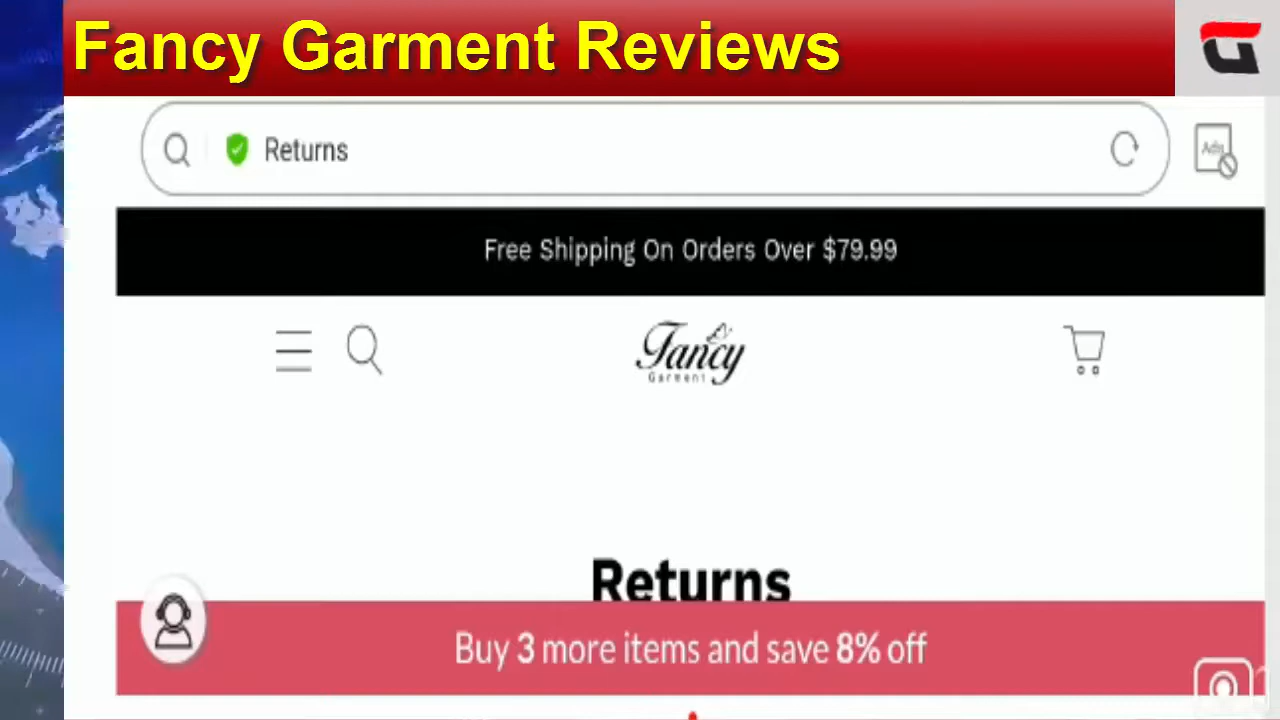 Fancy Garment Reviews
Returns
Ads
Free Shipping On Orders Over $79.99
Fancy
Garment
Returns
Buy 3 more items and save 8% off